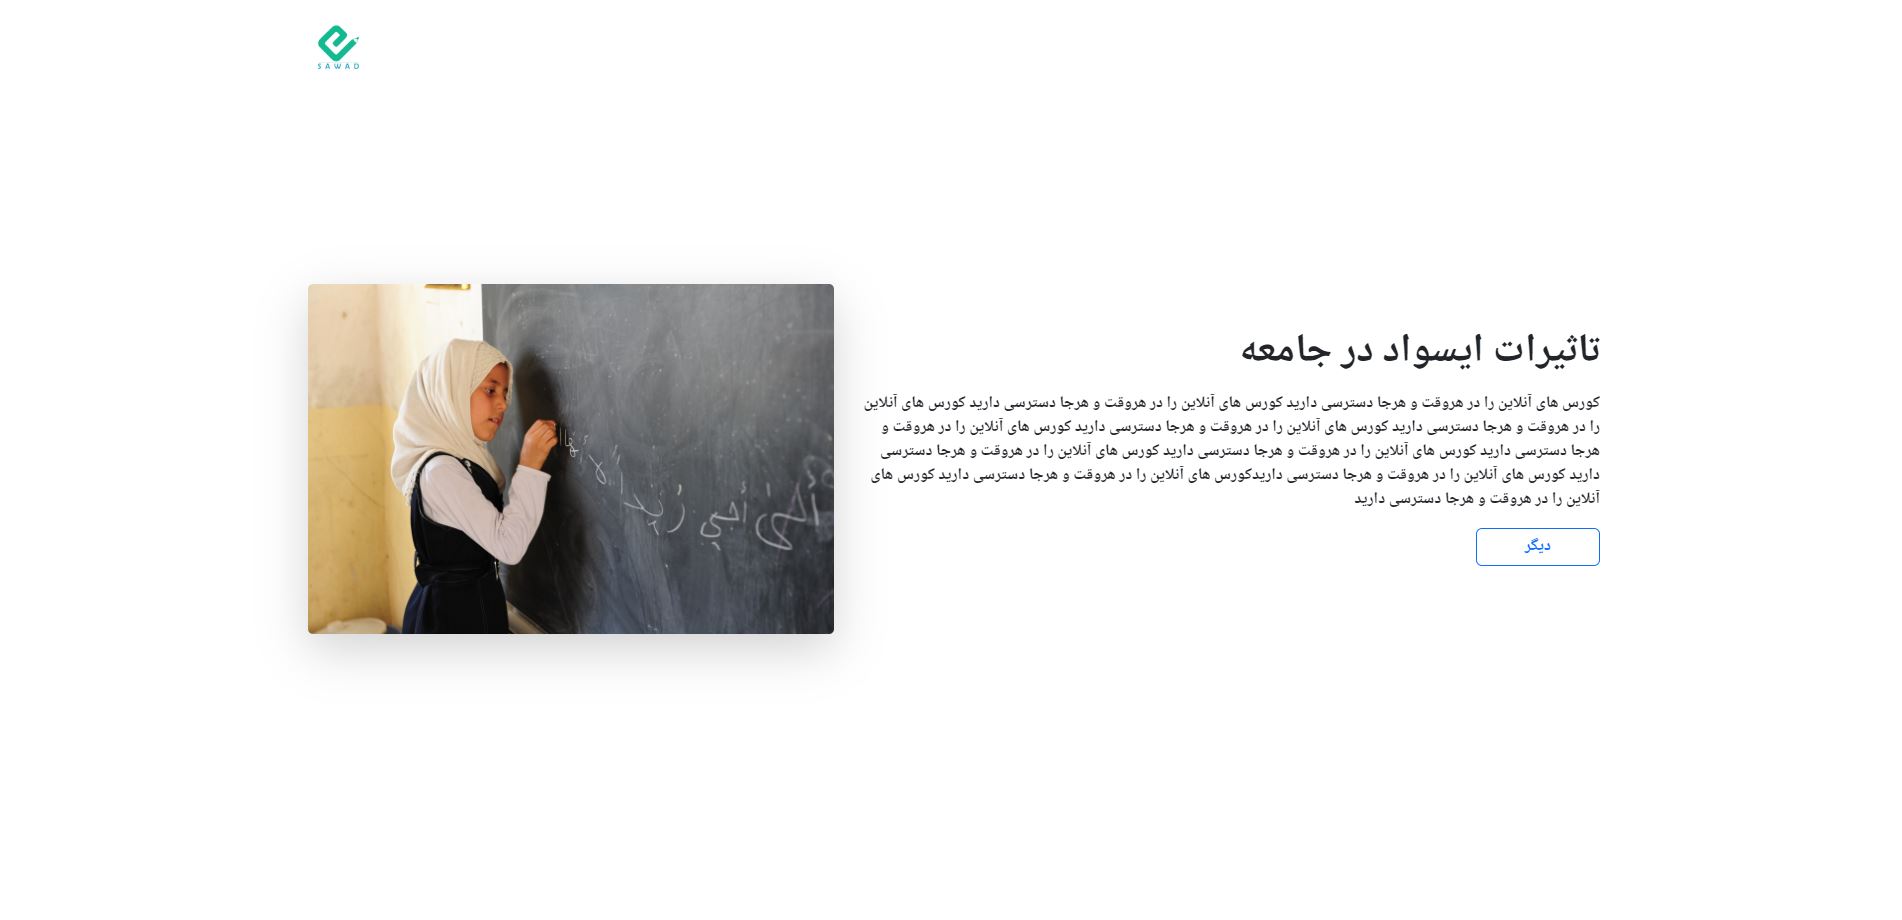 SAWAD
تاثیرات ایسواد در جامعه
کورس های آنلاین را در هروقت و هرجا دسترسی دارید کورس های آنلاین را در هروقت و هرجا دسترسی دارید کورس های آنلاین
را در هروقت و هرجا دسترسی دارید کورس های آنلاین را در هروقت و هرجا دسترسی دارید کورس های آنلاین را در هروقت و
هرجا دسترسی دارید کورس های آنلاین را در هروقت و هرجا دسترسی دارید کورس های آنلاین را در هروقت و هرجا دسترسی
دارید کورس های آنلاین را در هروقت و هرجا دسترسی داریدکورس های آنلاین را در هروقت و هرجا دسترسی دارید کورس های
آنلاین را در هروقت و هرجا دسترسی دارید
دیگر